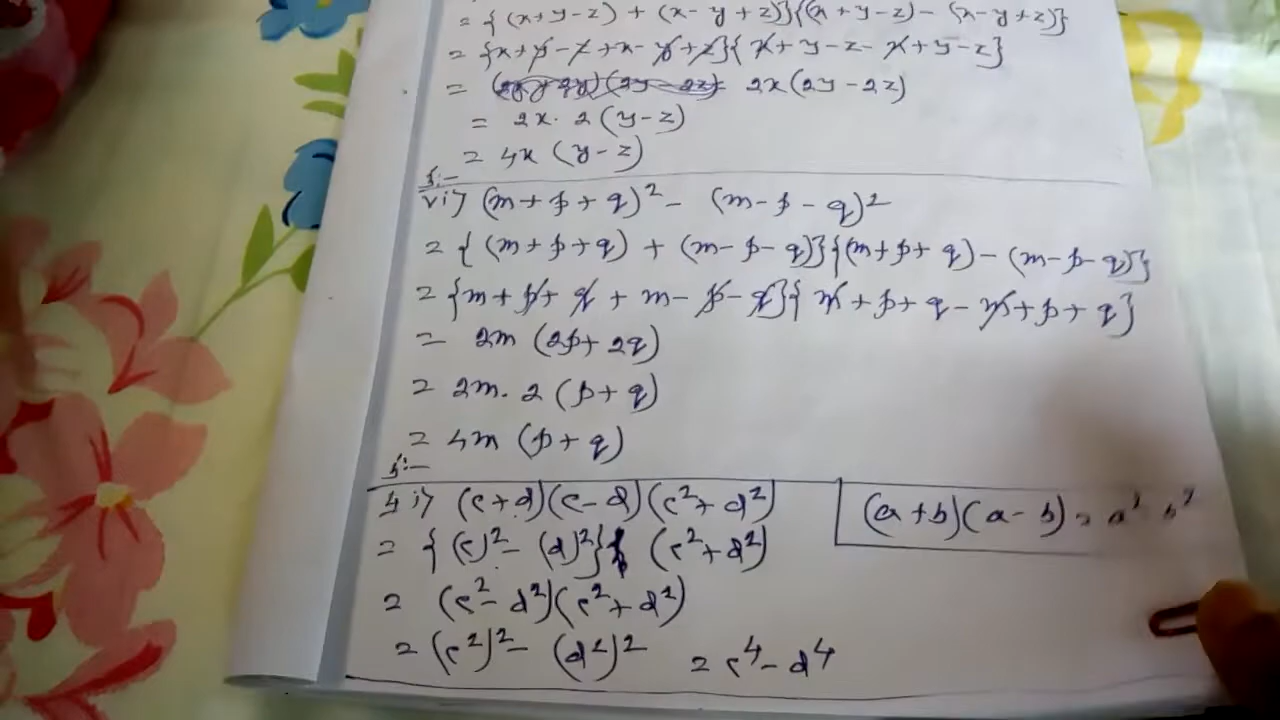 = {(x+y-z) + (x-y+z)}{(x+y-z) - (x-y+z)}
= {x+y-z+x-y+z}{x+y-z-x+y-z}
= 2x(2y-2z)
= 2x. 2 (y-z)
= 4x (y-z)
vi) (m+p+q)² - (m-p-q)²
= {(m+p+q) + (m-p-q)}{(m+p+q) - (m-p-q)}
= {m+p+q+m-p-q}{m+p+q-m+p+q}
= 2m (2p+2q)
= 2m. 2 (p+q)
= 4m (p+q)
4 i) (c+d)(c-d)(c²+d²)
(a+b)(a-b) = a² b²
= {(c)² - (d)²} (c²+d²)
= (c²-d²)(c²+d²)
= (c²)² - (d²)² = c⁴-d⁴